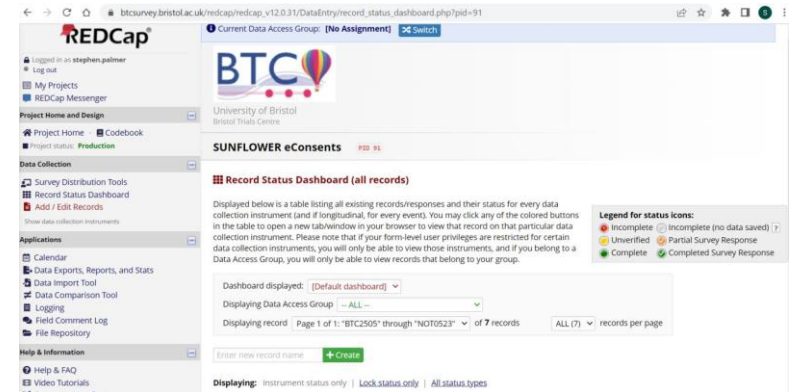 btcsurvey.bristol.ac.uk/redcap/redcap_v12.0.31/DataEntry/record_status_dashboard.php?pid=91
S
REDCap®
Logged in as stephen.palmer
Log out
My Projects
REDCap Messenger
Project Home and Design
Project Home · Codebook
Project status: Production
Data Collection
Survey Distribution Tools
Record Status Dashboard
Add / Edit Records
Show data collection instruments
Applications
Calendar
Data Exports, Reports, and Stats
Data Import Tool
Data Comparison Tool
Logging
Field Comment Log
File Repository
Help & Information
Help & FAQ
Video Tutorials
Current Data Access Group: [No Assignment] Switch
BTC
University of Bristol
Bristol Trials Centre
SUNFLOWER eConsents PID 91
Record Status Dashboard (all records)
Displayed below is a table listing all existing records/responses and their status for every data
collection instrument (and if longitudinal, for every event). You may click any of the colored buttons
in the table to open a new tab/window in your browser to view that record on that particular data
collection instrument. Please note that if your form-level user privileges are restricted for certain
data collection instruments, you will only be able to view those instruments, and if you belong to a
Data Access Group, you will only be able to view records that belong to your group.
Legend for status icons:
Incomplete Incomplete (no data saved) ?
Unverified Partial Survey Response
Complete Completed Survey Response
Dashboard displayed: [Default dashboard]
Displaying Data Access Group -- ALL --
Displaying record Page 1 of 1: "BTC2505" through "NOT0523" of 7 records ALL (7) records per page
Enter new record name + Create
Displaying: Instrument status only | Lock status only | All status types